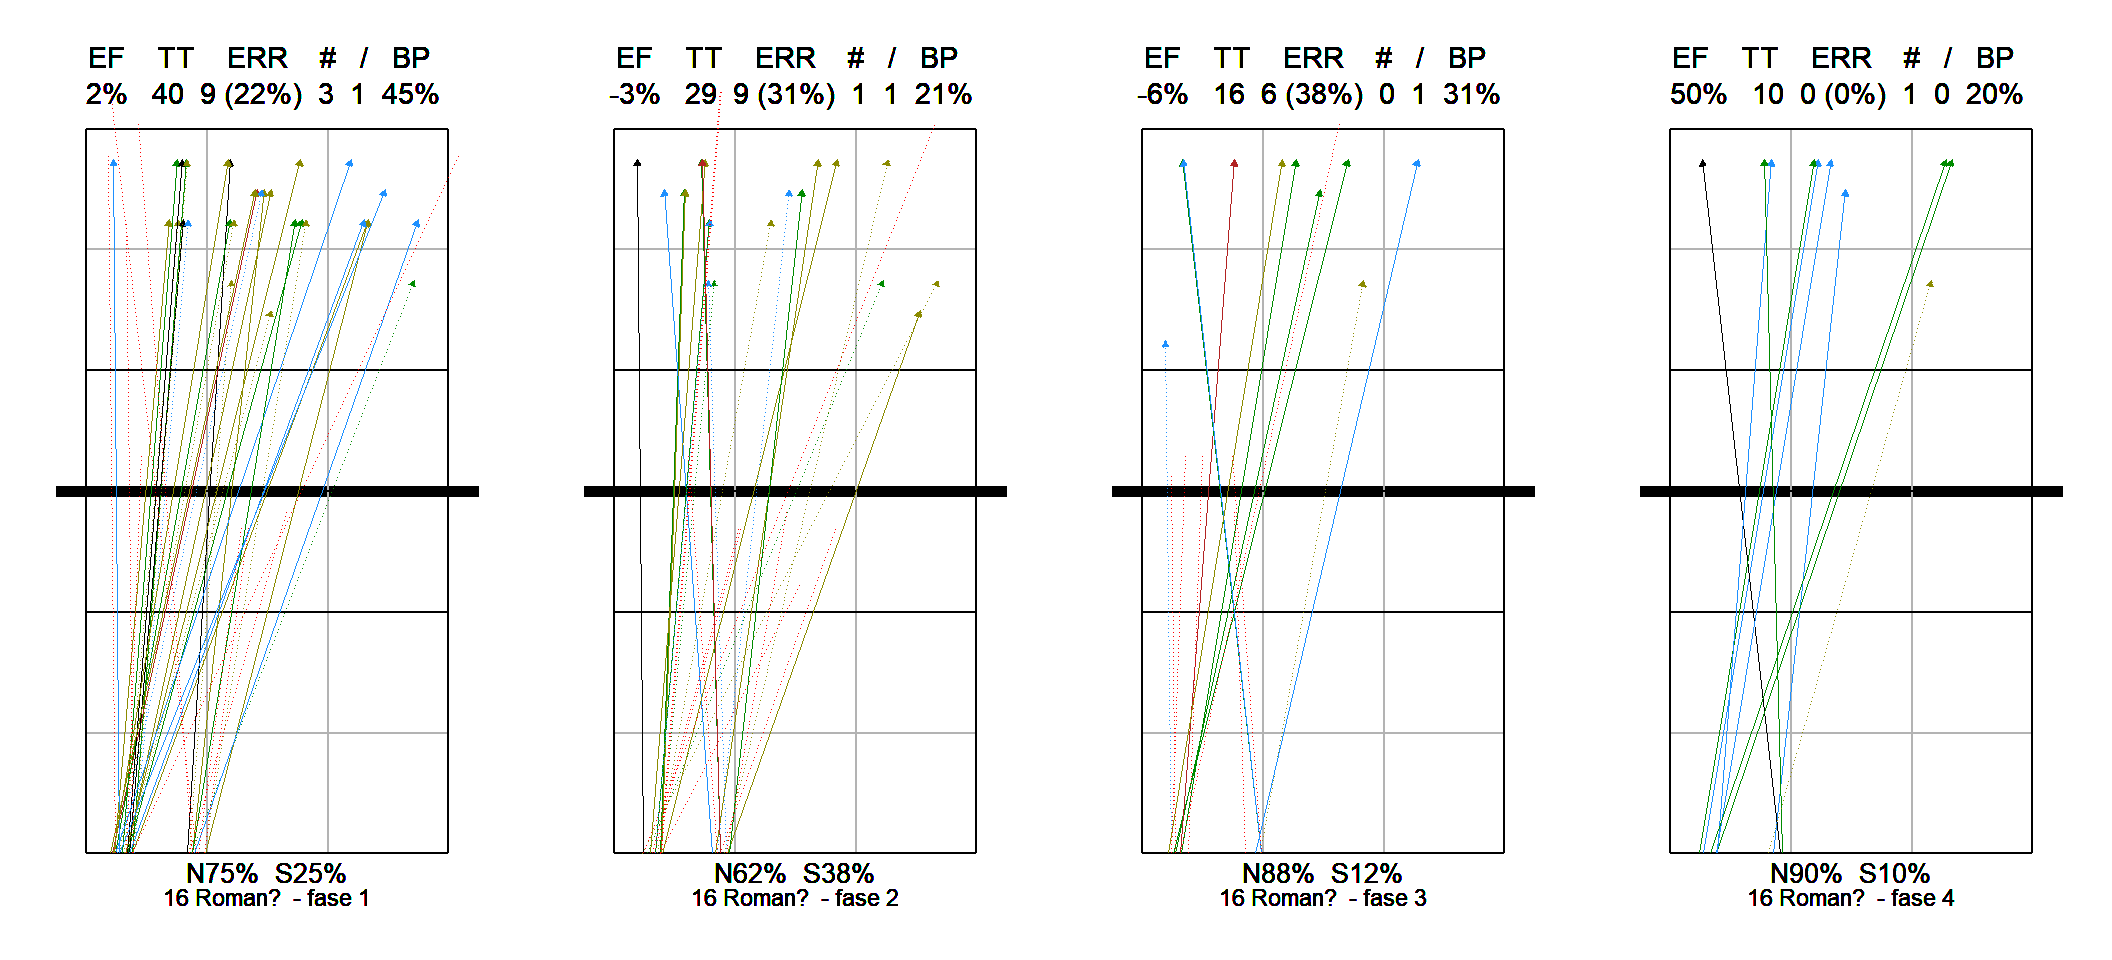 EF TT ERR # / BP
2% 40 9 (22%) 3 1 45%
N75% S25%
16 Roman? - fase 1
EF TT ERR # / BP
-3% 29 9 (31%) 1 1 21%
N62% S38%
16 Roman? - fase 2
EF TT ERR # / BP
-6% 16 6 (38%) 0 1 31%
N88% S12%
16 Roman? - fase 3
EF TT ERR # / BP
50% 10 0 (0%) 1 0 20%
N90% S10%
16 Roman? - fase 4